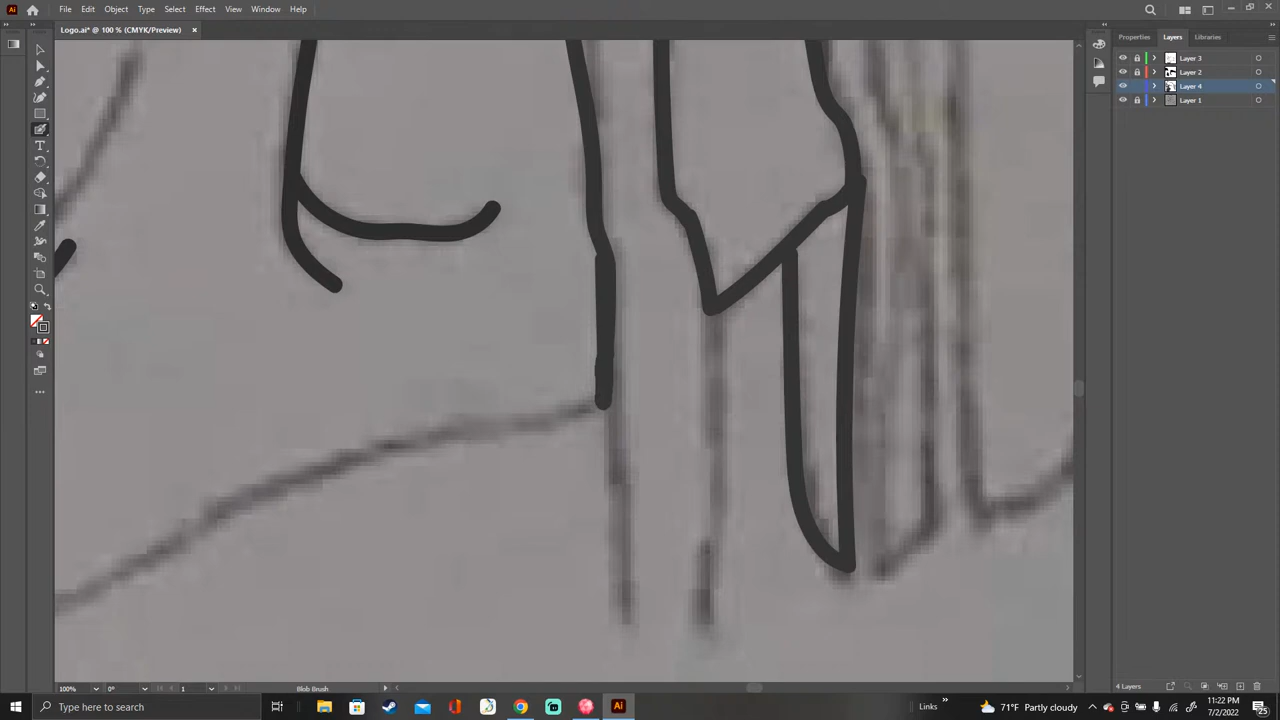 Ai
File Edit Object Type Select Effect View Window Help
Logo.ai* @ 100 % (CMYK/Preview)
Properties Layers Libraries
Layer 3
Layer 2
Layer 4
Layer 1
T
100% 0° 1 Blob Brush
4 Layers
Type here to search
Ai
Links
71°F Partly cloudy
11:22 PM
7/2/2022